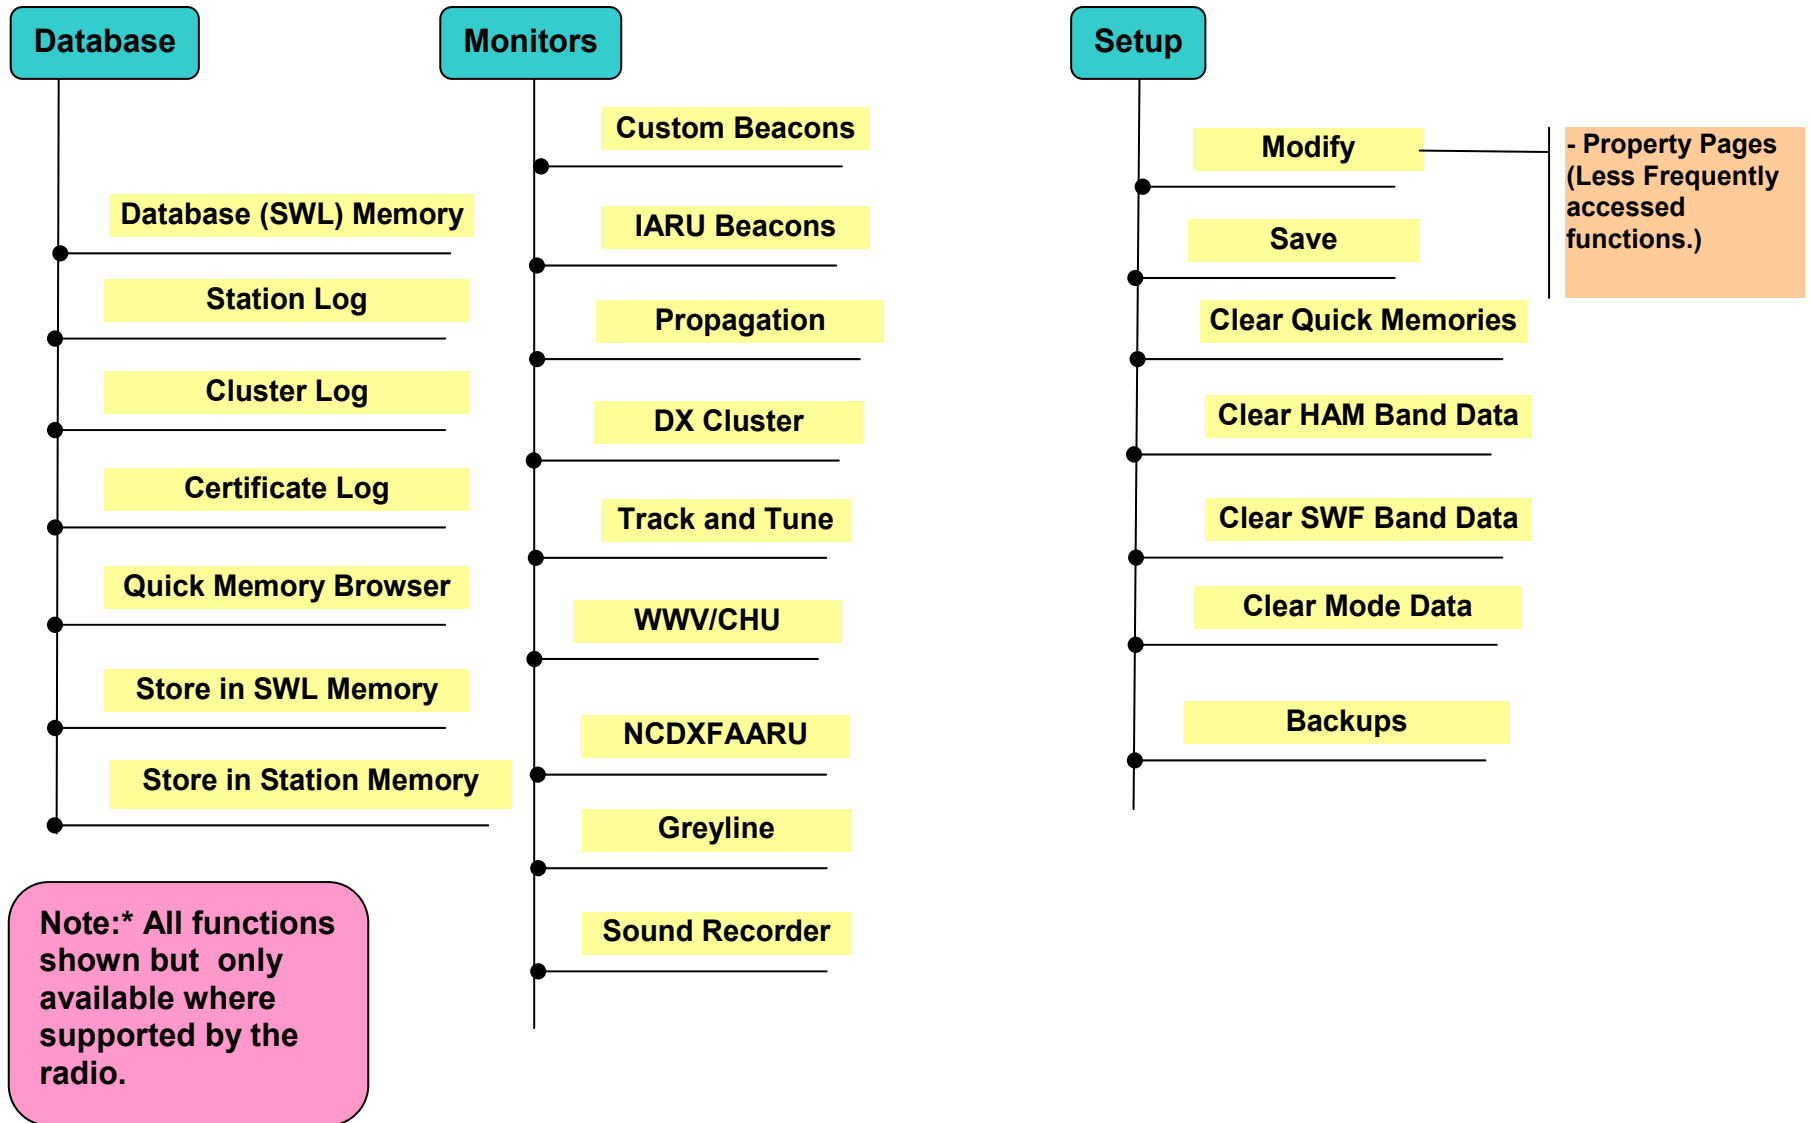 Database
Database (SWL) Memory
Station Log
Cluster Log
Certificate Log
Quick Memory Browser
Store in SWL Memory
Store in Station Memory
Note:* All functions
shown but  only
available where
supported by the
radio.
Monitors
Custom Beacons
IARU Beacons
Propagation
DX Cluster
Track and Tune
WWV/CHU
NCDXFAARU
Greyline
Sound Recorder
Setup
Modify
- Property Pages
(Less Frequently
accessed
functions.)
Save
Clear Quick Memories
Clear HAM Band Data
Clear SWF Band Data
Clear Mode Data
Backups